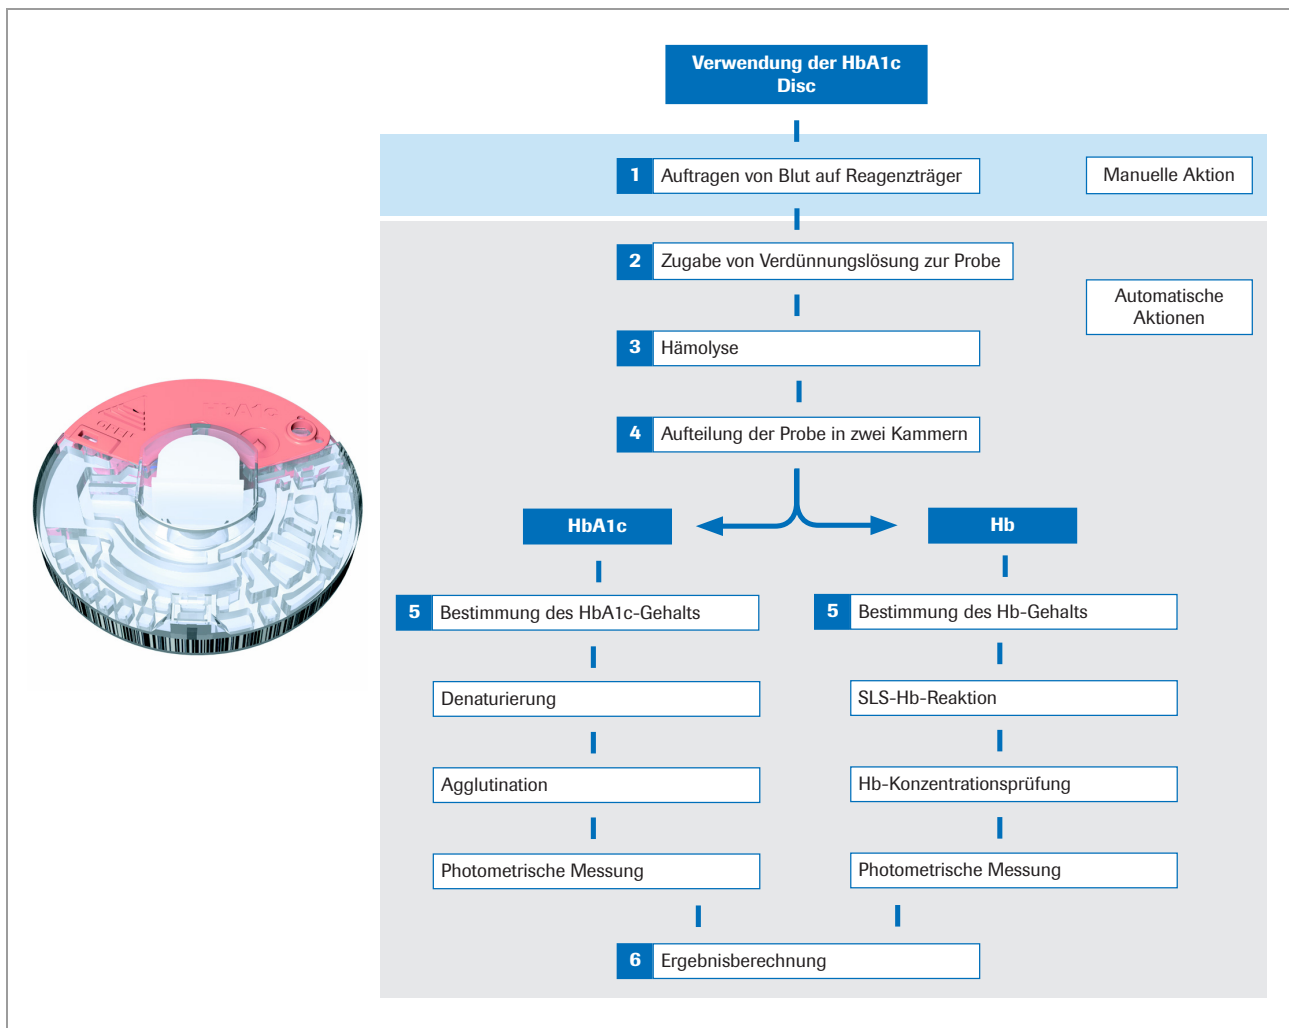 Verwendung der HbA1c
Disc
1 Auftragen von Blut auf Reagenzträger
Manuelle Aktion
2 Zugabe von Verdünnungslösung zur Probe
Automatische
Aktionen
3 Hämolyse
4 Aufteilung der Probe in zwei Kammern
HbA1c
Hb
5 Bestimmung des HbA1c-Gehalts
5 Bestimmung des Hb-Gehalts
Denaturierung
SLS-Hb-Reaktion
Agglutination
Hb-Konzentrationsprüfung
Photometrische Messung
Photometrische Messung
6 Ergebnisberechnung
HbA1c